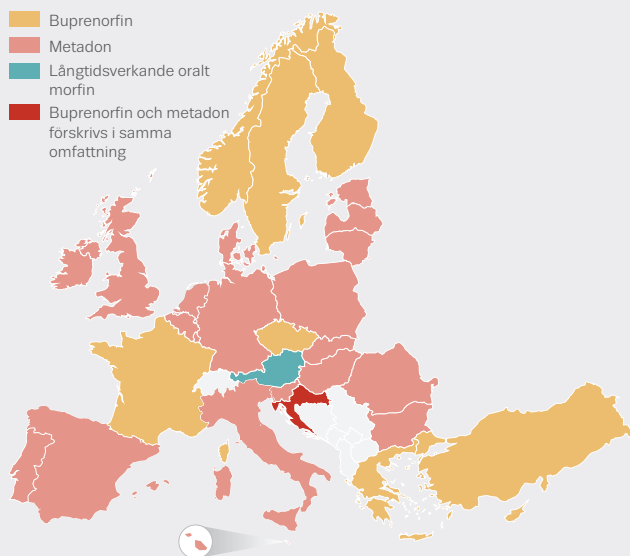 Buprenorfin
Metadon
Långtidsverkande oralt
morfin
Buprenorfin och metadon
förskrivs i samma
omfattning